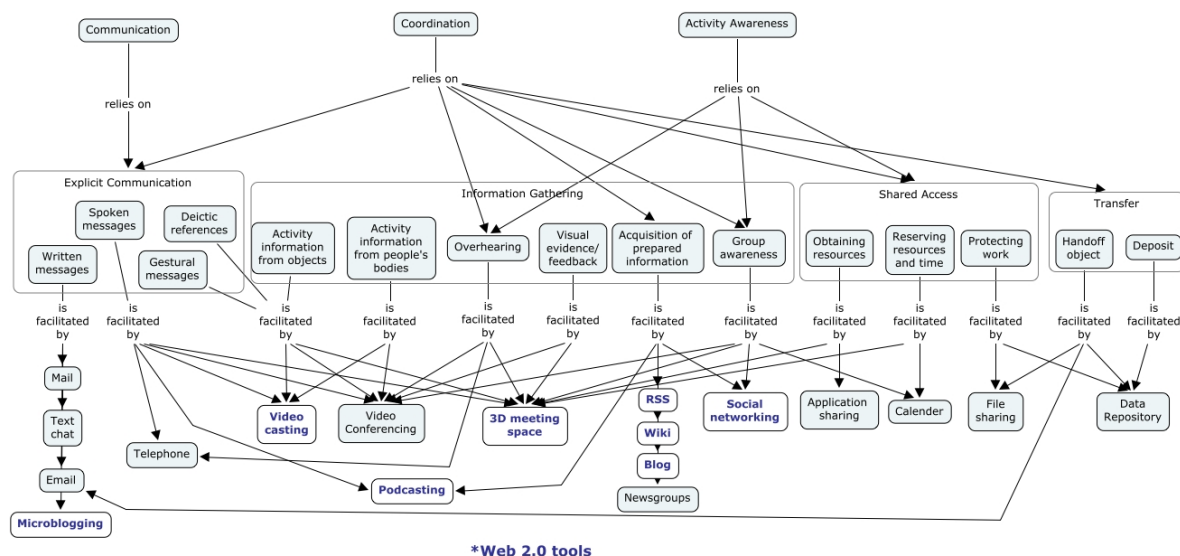 Communication
Coordination
Activity Awareness
relies on
relies on
relies on
Explicit Communication
Spoken
messages
Deictic
references
Written
messages
Gestural
messages
Information Gathering
Activity
information
from objects
Activity
information
from people's
bodies
Overhearing
Visual
evidence/
feedback
Acquisition of
prepared
information
Group
awareness
Shared Access
Obtaining
resources
Reserving
resources
and time
Protecting
work
Transfer
Handoff
object
Deposit
is
facilitated
by
is
facilitated
by
is
facilitated
by
is
facilitated
by
is
facilitated
by
is
facilitated
by
is
facilitated
by
is
facilitated
by
is
facilitated
by
is
facilitated
by
is
facilitated
by
is
facilitated
by
is
facilitated
by
Mail
Text
chat
Email
Microblogging
Telephone
Video
casting
Video
Conferencing
Podcasting
3D meeting
space
RSS
Wiki
Blog
Newsgroups
Social
networking
Application
sharing
Calender
File
sharing
Data
Repository
*Web 2.0 tools